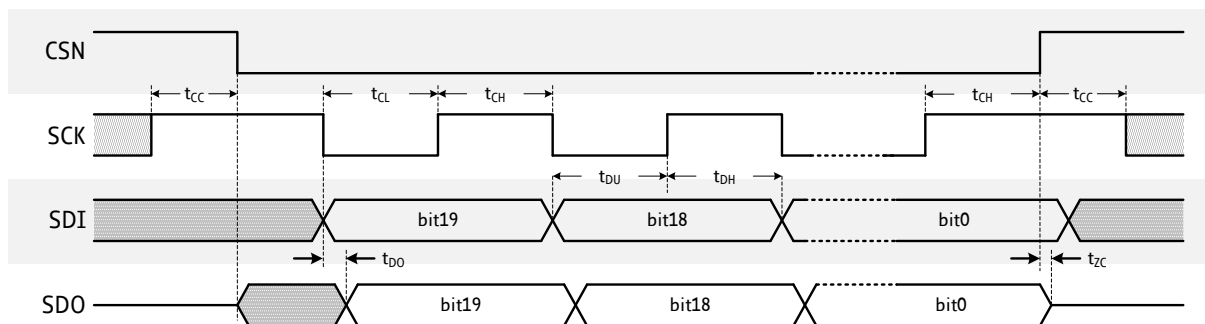 CSN
tCC
tCL
tCH
tCH
tCC
SCK
tDU
tDH
SDI
bit19
bit18
bit0
tDO
tZC
SDO
bit19
bit18
bit0